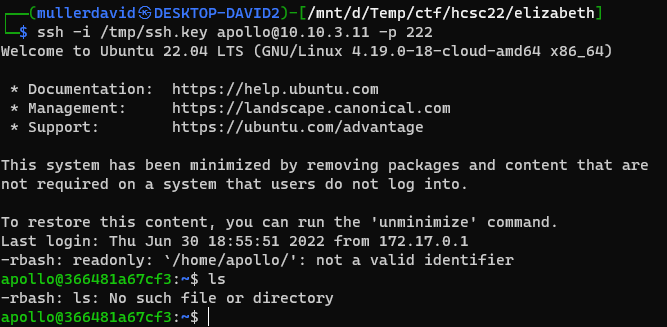 ┌──(mullerdavid㉿DESKTOP-DAVID2)-[/mnt/d/Temp/ctf/hcsc22/elizabeth]
└─$ ssh -i /tmp/ssh.key apollo@10.10.3.11 -p 222
Welcome to Ubuntu 22.04 LTS (GNU/Linux 4.19.0-18-cloud-amd64 x86_64)
 * Documentation:  https://help.ubuntu.com
 * Management:     https://landscape.canonical.com
 * Support:        https://ubuntu.com/advantage
This system has been minimized by removing packages and content that are
not required on a system that users do not log into.
To restore this content, you can run the 'unminimize' command.
Last login: Thu Jun 30 18:55:51 2022 from 172.17.0.1
-rbash: readonly: `/home/apollo/': not a valid identifier
apollo@366481a67cf3:~$ ls
-rbash: ls: No such file or directory
apollo@366481a67cf3:~$